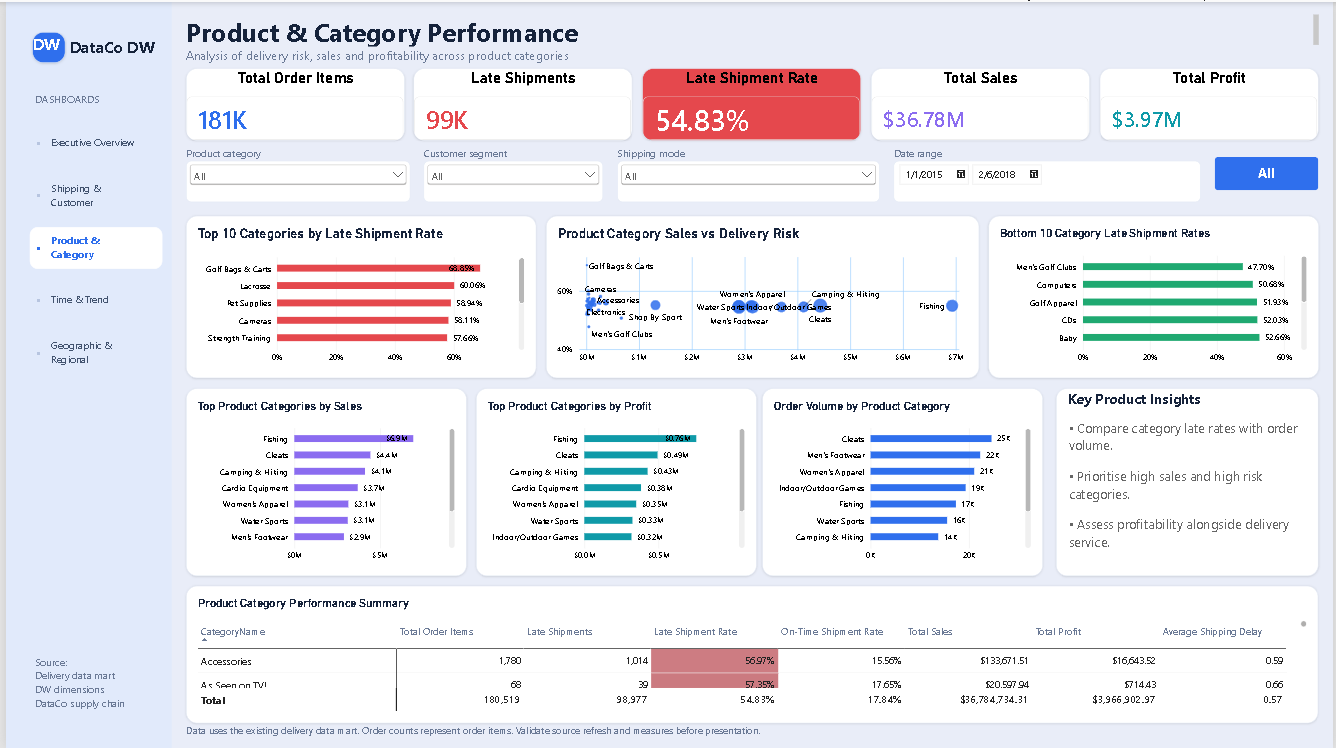 DW DataCo DW
DASHBOARDS
Executive Overview
Shipping &
Customer
Product &
Category
Time & Trend
Geographic &
Regional
Source:
Delivery data mart
DW dimensions
DataCo supply chain
Product & Category Performance
Analysis of delivery risk, sales and profitability across product categories
Total Order Items
181K
Late Shipments
99K
Late Shipment Rate
54.83%
Total Sales
$36.78M
Total Profit
$3.97M
Product category
All
Customer segment
All
Shipping mode
All
Date range
1/1/2015 2/6/2018
All
Top 10 Categories by Late Shipment Rate
Golf Bags & Carts 68.85%
Lacrosse 60.06%
Pet Supplies 58.94%
Cameras 58.11%
Strength Training 57.66%
0% 20% 40% 60%
Product Category Sales vs Delivery Risk
Golf Bags & Carts
60%
Cameras
Accessories
Electronics
Shop By Sport
Men's Golf Clubs
Women's Apparel
Water Sports
Indoor/Outdoor Games
Men's Footwear
Camping & Hiking
Cleats
Fishing
40%
$0M $1M $2M $3M $4M $5M $6M $7M
Bottom 10 Category Late Shipment Rates
Men's Golf Clubs 47.70%
Computers 50.68%
Golf Apparel 51.93%
CDs 52.03%
Baby 52.66%
0% 20% 40% 60%
Top Product Categories by Sales
Fishing $6.9M
Cleats $4.4M
Camping & Hiking $4.1M
Cardio Equipment $3.7M
Women's Apparel $3.1M
Water Sports $3.1M
Men's Footwear $2.9M
$0M $5M
Top Product Categories by Profit
Fishing $0.76M
Cleats $0.49M
Camping & Hiking $0.43M
Cardio Equipment $0.38M
Women's Apparel $0.35M
Water Sports $0.33M
Indoor/Outdoor Games $0.32M
$0.0M $0.5M
Order Volume by Product Category
Cleats 25K
Men's Footwear 22K
Women's Apparel 21K
Indoor/Outdoor Games 19K
Fishing 17K
Water Sports 16K
Camping & Hiking 14K
0K 20K
Key Product Insights
• Compare category late rates with order
volume.
• Prioritise high sales and high risk
categories.
• Assess profitability alongside delivery
service.
Product Category Performance Summary
CategoryName Total Order Items Late Shipments Late Shipment Rate On-Time Shipment Rate Total Sales Total Profit Average Shipping Delay
Accessories 1,780 1,014 56.97% 15.56% $133,671.51 $16,643.52 0.59
As Seen on TV! 68 39 57.35% 17.65% $20,597.94 $714.43 0.66
Total 180,519 98,977 54.83% 17.84% $36,784,734.31 $3,966,902.97 0.57
Data uses the existing delivery data mart. Order counts represent order items. Validate source refresh and measures before presentation.